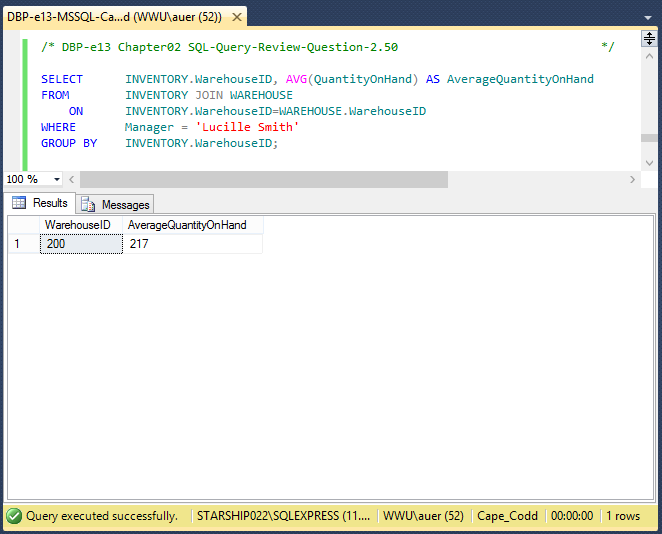 DBP-e13-MSSQL-Ca...d (WWU\auer (52))
/* DBP-e13 Chapter02 SQL-Query-Review-Question-2.50 */
SELECT INVENTORY.WarehouseID, AVG(QuantityOnHand) AS AverageQuantityOnHand
FROM INVENTORY JOIN WAREHOUSE
ON INVENTORY.WarehouseID=WAREHOUSE.WarehouseID
WHERE Manager = 'Lucille Smith'
GROUP BY INVENTORY.WarehouseID;
100 %
Results Messages
WarehouseID AverageQuantityOnHand
1 200 217
Query executed successfully. STARSHIP022\SQLEXPRESS (11.... WWU\auer (52) Cape_Codd 00:00:00 1 rows